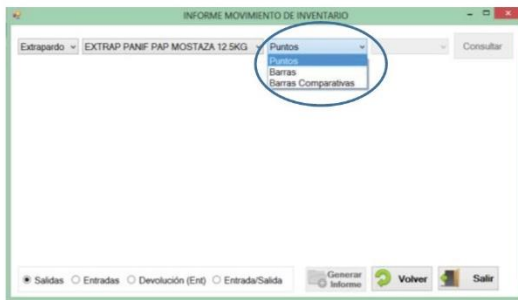 INFORME MOVIMIENTO DE INVENTARIO
Extrapardo EXTRAP PANIF PAP MOSTAZA 12.5KG Puntos Consultar
Puntos
Barras
Barras Comparativas
Salidas Entradas Devolución (Ent) Entrada/Salida Generar Informe Volver Salir